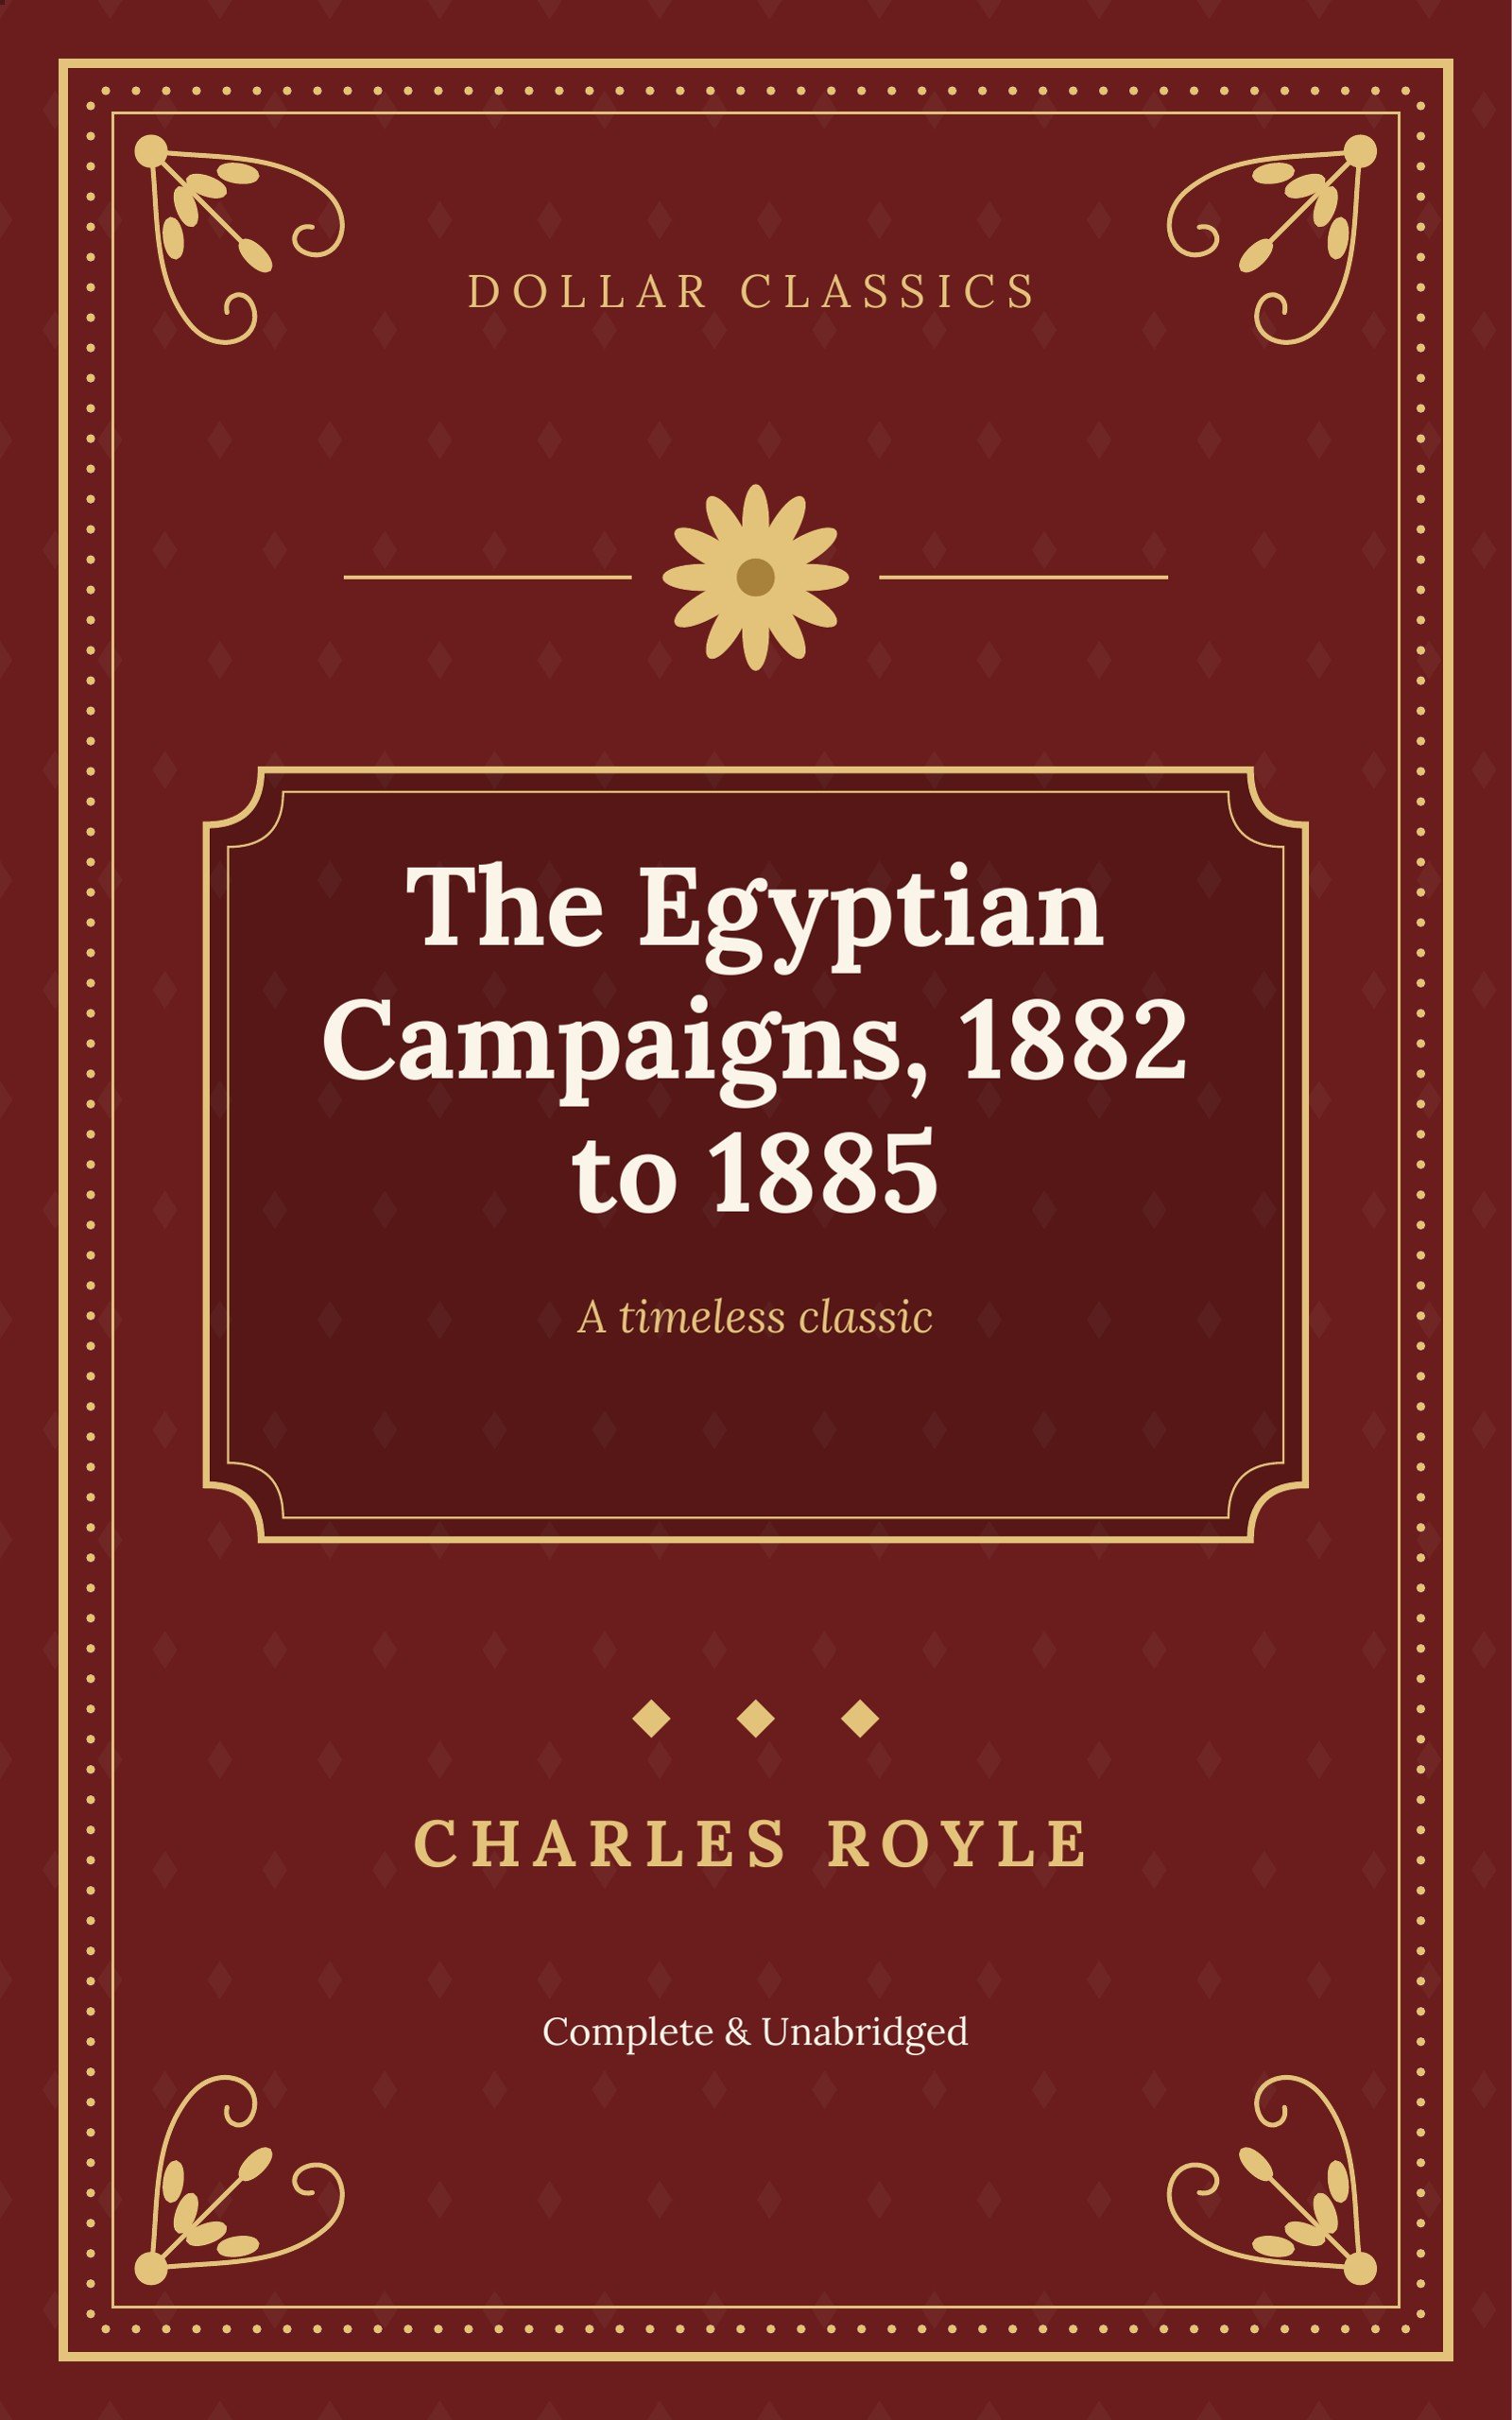 DOLLAR CLASSICS
The Egyptian
Campaigns, 1882
to 1885
A timeless classic
CHARLES ROYLE
Complete & Unabridged